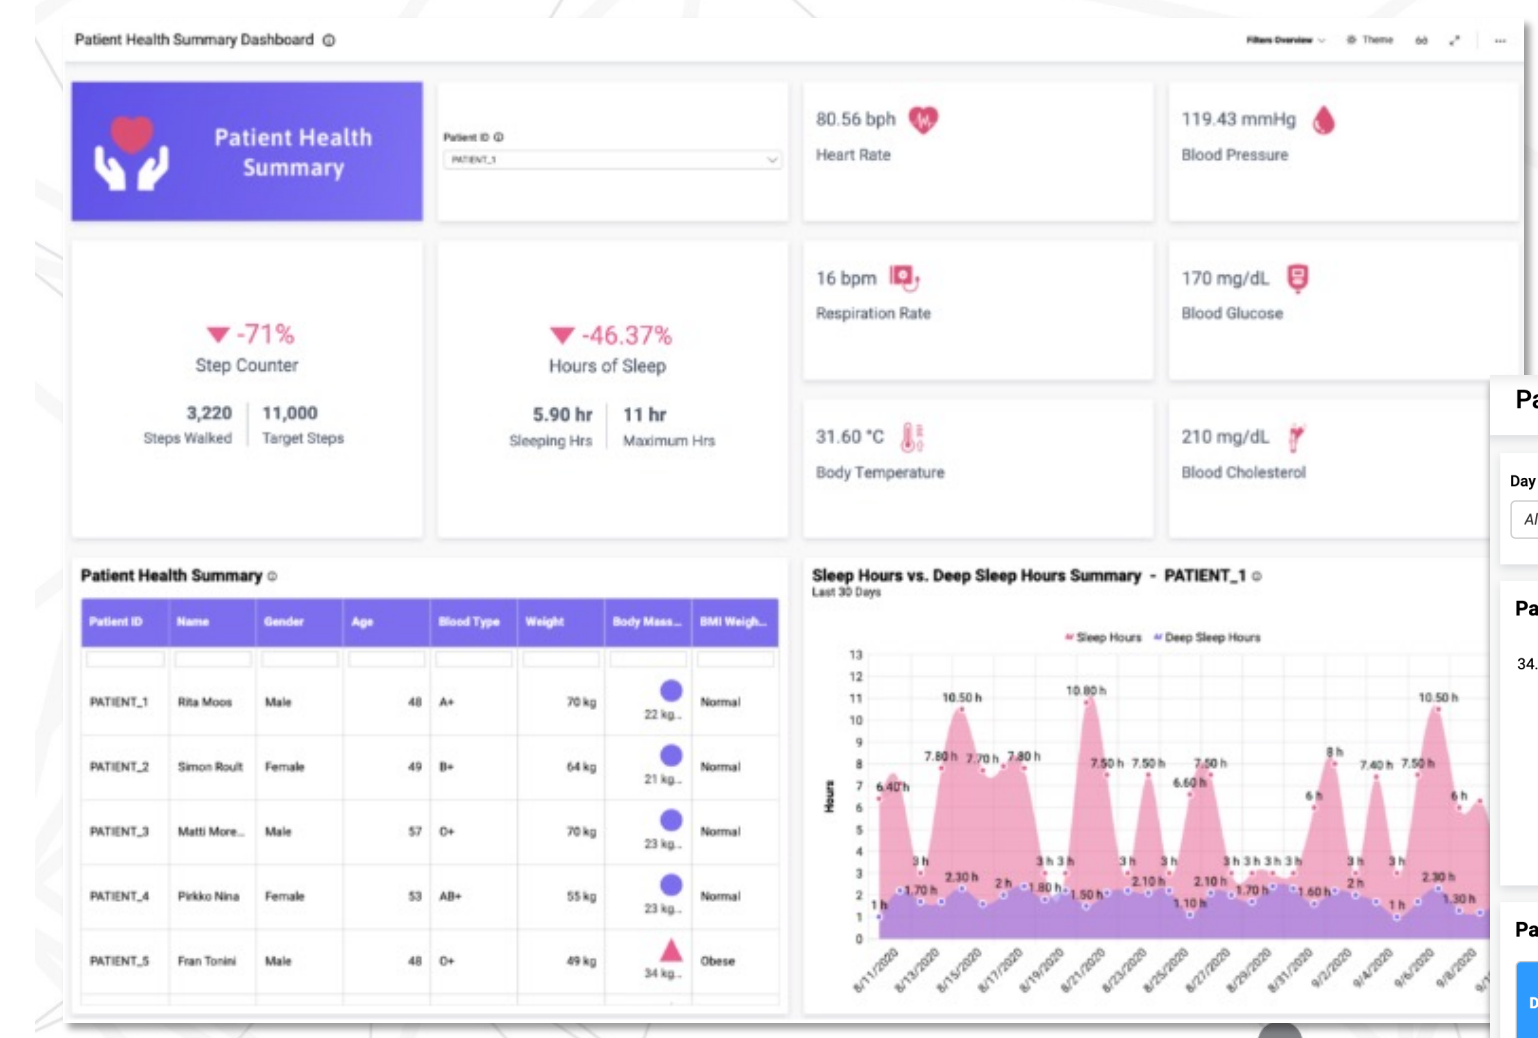 Patient Health Summary Dashboard
Filters Overview
Theme
Patient Health
Summary
Patient ID
PATIENT_1
80.56 bph
Heart Rate
119.43 mmHg
Blood Pressure
-71%
Step Counter
3,220 11,000
Steps Walked Target Steps
-46.37%
Hours of Sleep
5.90 hr 11 hr
Sleeping Hrs Maximum Hrs
16 bpm
Respiration Rate
170 mg/dL
Blood Glucose
31.60 °C
Body Temperature
210 mg/dL
Blood Cholesterol
Patient Health Summary
Patient ID Name Gender Age Blood Type Weight Body Mass... BMI Weigh...
PATIENT_1 Rita Moos Male 48 A+ 70 kg 22 kg... Normal
PATIENT_2 Simon Roult Female 49 B+ 64 kg 21 kg... Normal
PATIENT_3 Matti More... Male 57 O+ 70 kg 23 kg... Normal
PATIENT_4 Pirkko Nina Female 53 AB+ 55 kg 23 kg... Normal
PATIENT_5 Fran Tonini Male 48 O+ 49 kg 34 kg... Obese
Sleep Hours vs. Deep Sleep Hours Summary - PATIENT_1
Last 30 Days
Sleep Hours Deep Sleep Hours
Hours
13
12
11
10
9
8
7
6
5
4
3
2
1
0
10.50 h 10.80 h 10.50 h
7.80 h 7.70 h 7.80 h 7.50 h 7.50 h 7.50 h 8 h 7.40 h 7.50 h
6.40 h 6.60 h 6 h 6 h
3 h 3 h 3 h 3 h 3 h 3 h 3 h 3 h 3 h 3 h 3 h
1 h 1.70 h 2.30 h 2 h 1.80 h 1.50 h 2.10 h 1.10 h 2.10 h 1.70 h 1.60 h 2 h 1 h 2.30 h 1.30 h
8/11/2020 8/13/2020 8/15/2020 8/17/2020 8/19/2020 8/21/2020 8/23/2020 8/25/2020 8/27/2020 8/29/2020 8/31/2020 9/2/2020 9/4/2020 9/6/2020 9/8/2020
Pa
Day
Al
Pa
34.
Pa
D